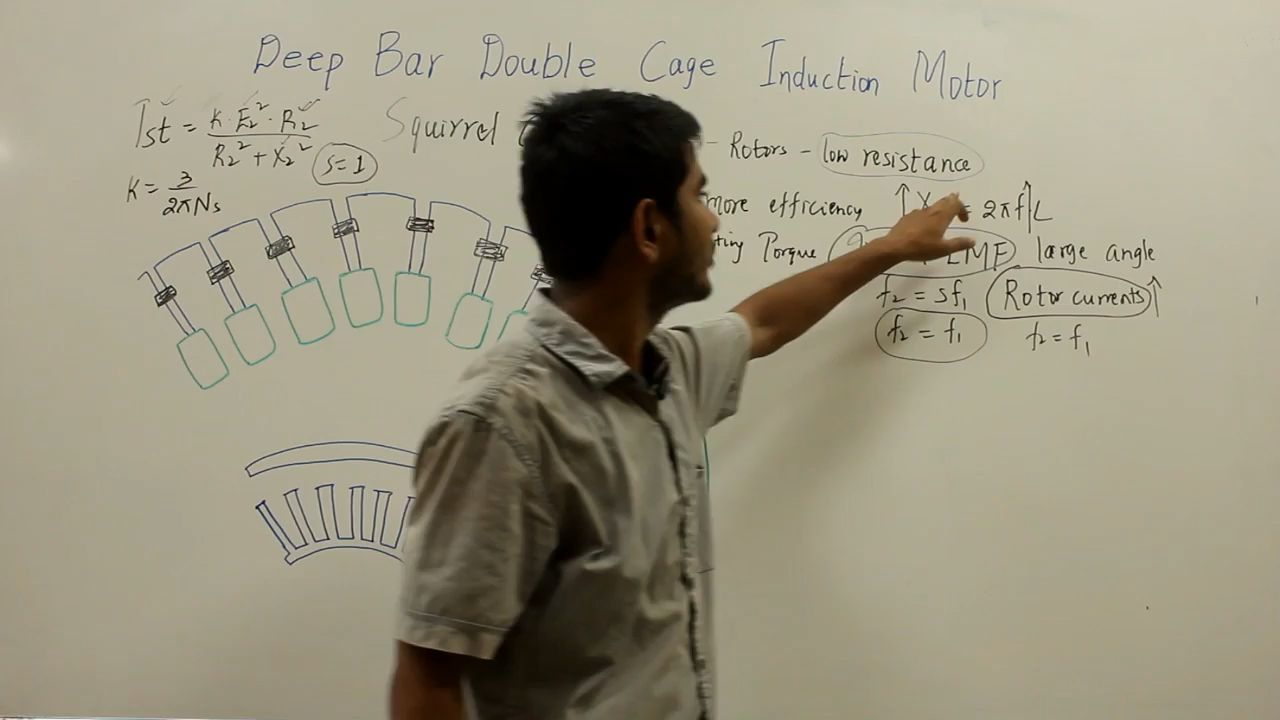 Deep Bar Double Cage Induction Motor
Tst = K · E₂² · R₂ / R₂² + X₂² s=1
K = 3 / 2πNs
Squirrel
- Rotors - low resistance
more efficiency ↑ X = 2πf↑L
Torque EMF large angle
f₂ = sf₁ Rotor currents ↑
f₂ = f₁ f₂ = f₁